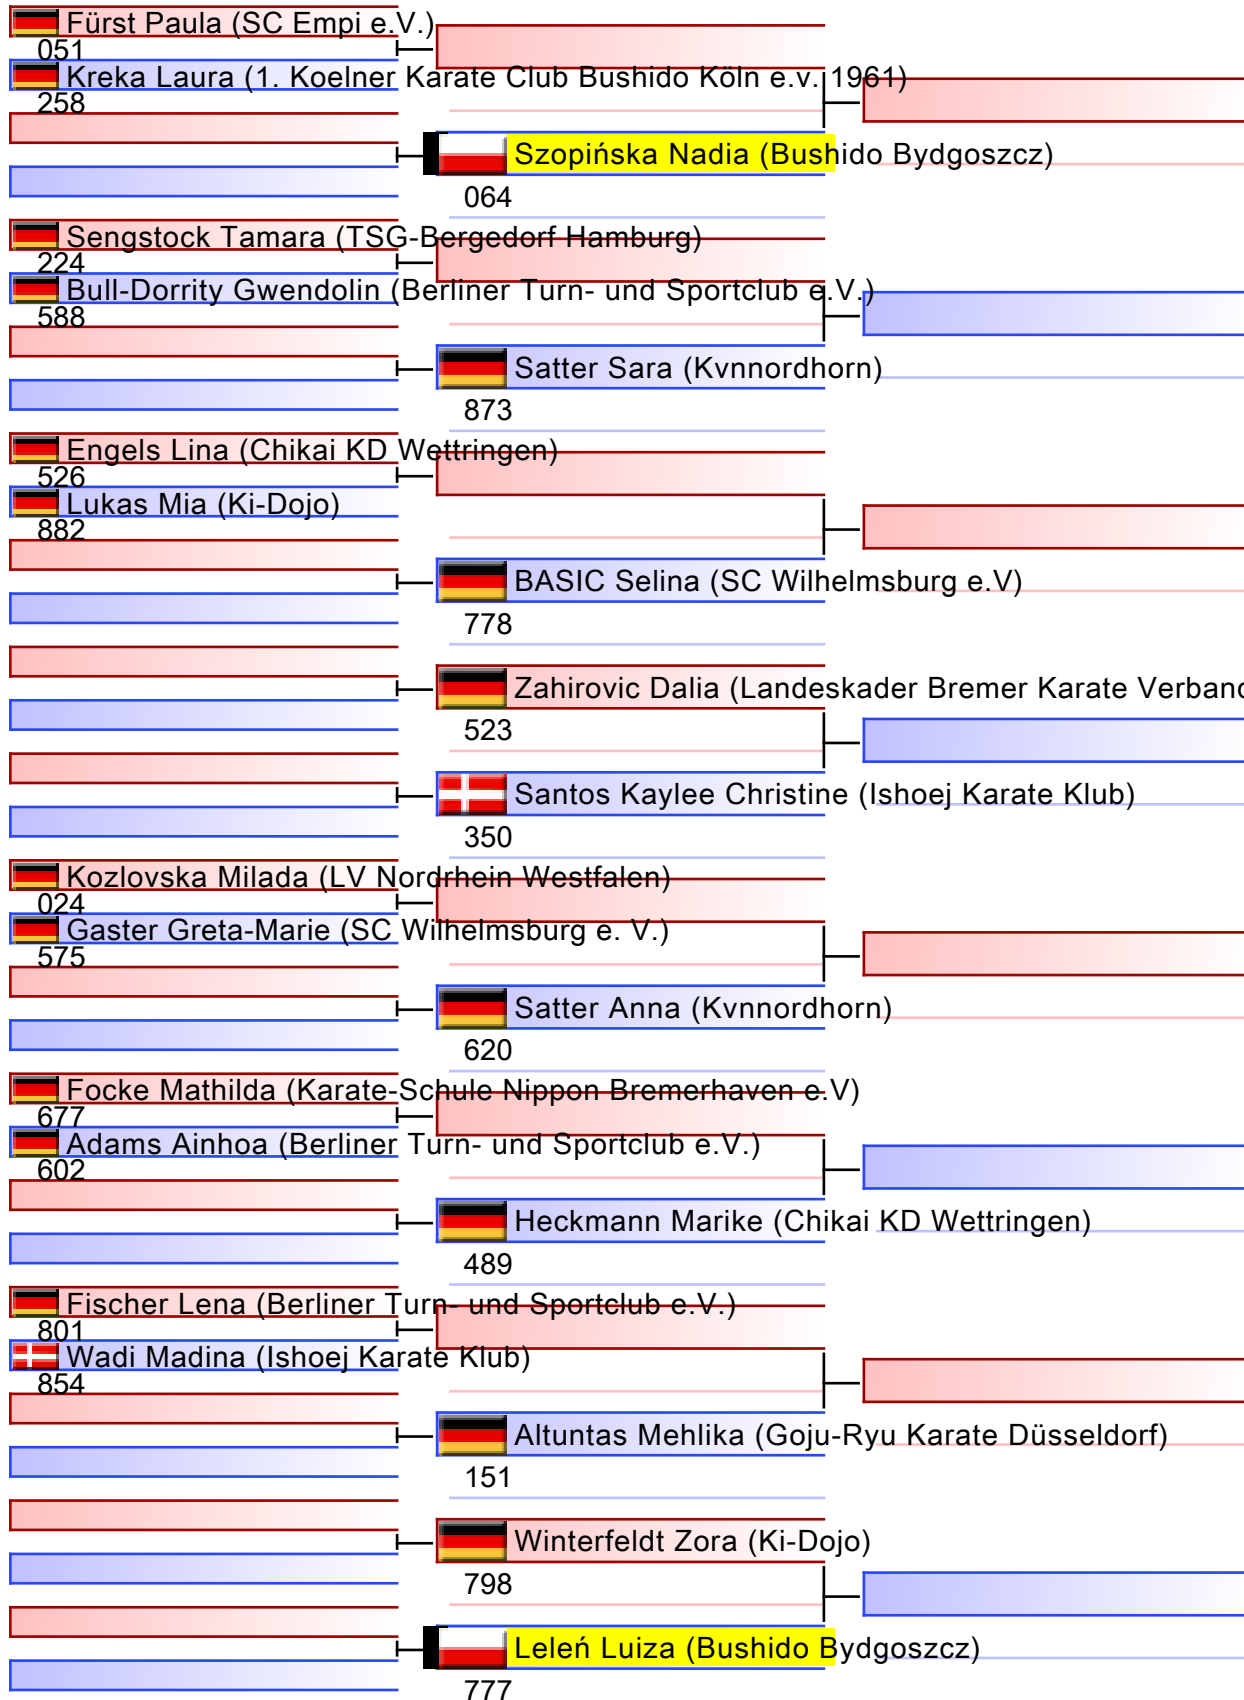 Fürst Paula (SC Empi e.V.)
051
Kreka Laura (1. Koelner Karate Club Bushido Köln e.v. 1961)
258
Szopińska Nadia (Bushido Bydgoszcz)
064
Sengstock Tamara (TSG-Bergedorf Hamburg)
224
Bull-Dorrity Gwendolin (Berliner Turn- und Sportclub e.V.)
588
Satter Sara (Kvnnordhorn)
873
Engels Lina (Chikai KD Wettringen)
526
Lukas Mia (Ki-Dojo)
882
BASIC Selina (SC Wilhelmsburg e.V)
778
Zahirovic Dalia (Landeskader Bremer Karate Verband
523
Santos Kaylee Christine (Ishoej Karate Klub)
350
Kozlovska Milada (LV Nordrhein Westfalen)
024
Gaster Greta-Marie (SC Wilhelmsburg e. V.)
575
Satter Anna (Kvnnordhorn)
620
Focke Mathilda (Karate-Schule Nippon Bremerhaven e.V)
677
Adams Ainhoa (Berliner Turn- und Sportclub e.V.)
602
Heckmann Marike (Chikai KD Wettringen)
489
Fischer Lena (Berliner Turn- und Sportclub e.V.)
801
Wadi Madina (Ishoej Karate Klub)
854
Altuntas Mehlika (Goju-Ryu Karate Düsseldorf)
151
Winterfeldt Zora (Ki-Dojo)
798
Leleń Luiza (Bushido Bydgoszcz)
777